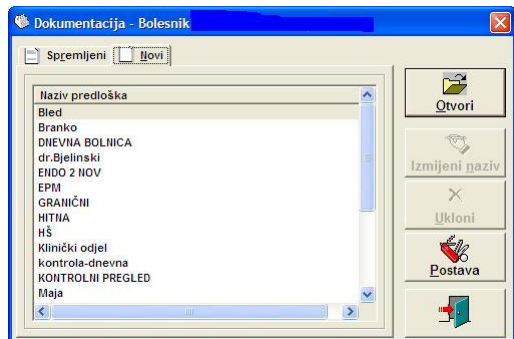 Dokumentacija - Bolesnik
Spremljeni
Novi
Naziv predloška
Bled
Branko
DNEVNA BOLNICA
dr.Bjelinski
ENDO 2 NOV
EPM
GRANIČNI
HITNA
HŠ
Klinički odjel
kontrola-dnevna
KONTROLNI PREGLED
Maja
Otvori
Izmijeni naziv
Ukloni
Postava